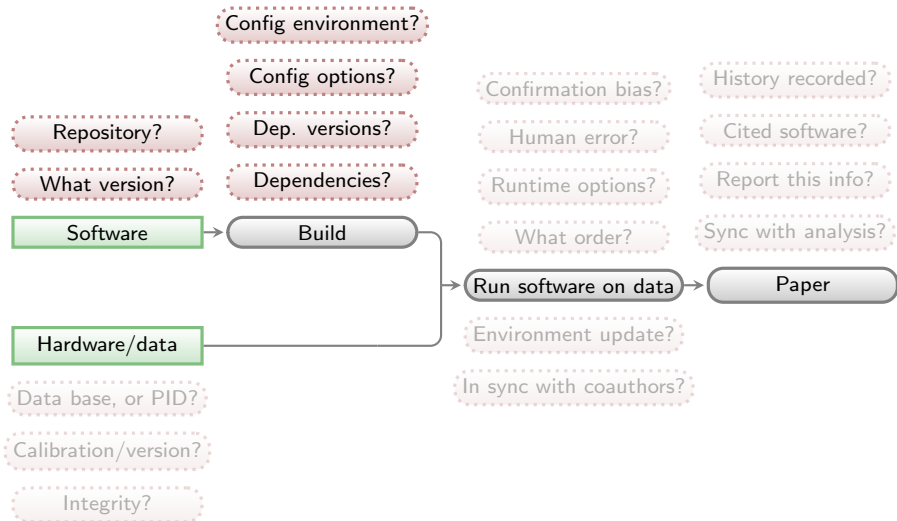 Config environment?
Config options?
Dep. versions?
Dependencies?
Repository?
What version?
Software
Build
Confirmation bias?
Human error?
Runtime options?
What order?
History recorded?
Cited software?
Report this info?
Sync with analysis?
Run software on data
Paper
Hardware/data
Environment update?
In sync with coauthors?
Data base, or PID?
Calibration/version?
Integrity?